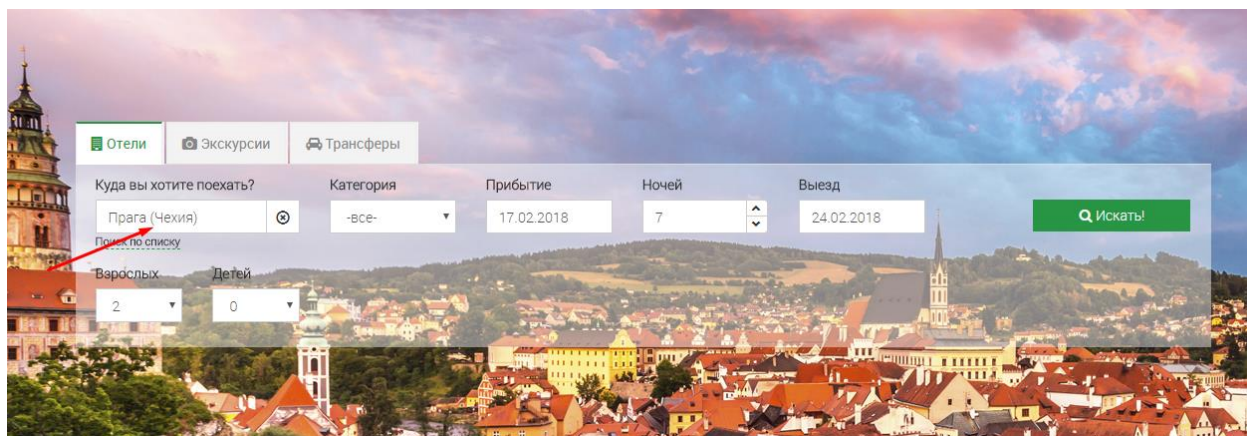 Отели Экскурсии Трансферы
Куда вы хотите поехать? Категория Прибытие Ночей Выезд
Прага (Чехия) -все- 17.02.2018 7 24.02.2018 Искать!
Поиск по списку
Взрослых Детей
2 0